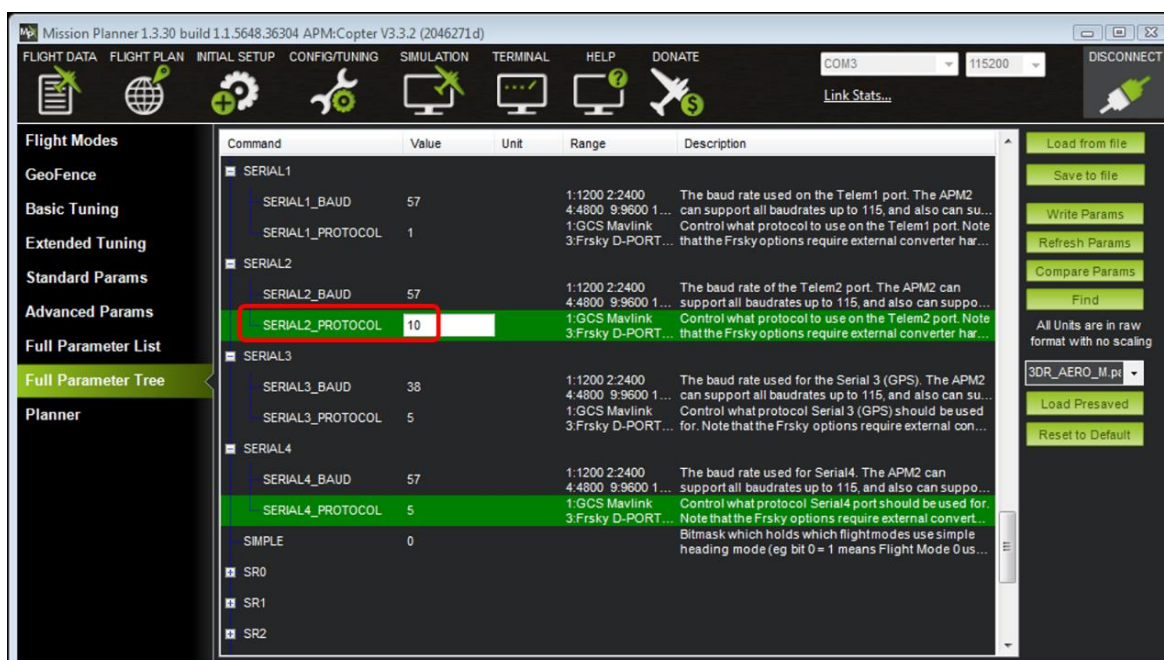 Mission Planner 1.3.30 build 1.1.5648.36304 APM:Copter V3.3.2 (2046271d)
FLIGHT DATA FLIGHT PLAN INITIAL SETUP CONFIG/TUNING SIMULATION TERMINAL HELP DONATE
COM3 115200 DISCONNECT
Link Stats...
Flight Modes
GeoFence
Basic Tuning
Extended Tuning
Standard Params
Advanced Params
Full Parameter List
Full Parameter Tree
Planner
Command Value Unit Range Description
SERIAL1
SERIAL1_BAUD 57 1:1200 2:2400 The baud rate used on the Telem1 port. The APM2
4:4800 9:9600 1... can support all baudrates up to 115, and also can su...
SERIAL1_PROTOCOL 1 1:GCS Mavlink Control what protocol to use on the Telem1 port. Note
3:Frsky D-PORT... that the Frsky options require external converter har...
SERIAL2
SERIAL2_BAUD 57 1:1200 2:2400 The baud rate of the Telem2 port. The APM2 can
4:4800 9:9600 1... support all baudrates up to 115, and also can suppo...
SERIAL2_PROTOCOL 10 1:GCS Mavlink Control what protocol to use on the Telem2 port. Note
3:Frsky D-PORT... that the Frsky options require external converter har...
SERIAL3
SERIAL3_BAUD 38 1:1200 2:2400 The baud rate used for the Serial 3 (GPS). The APM2
4:4800 9:9600 1... can support all baudrates up to 115, and also can su...
SERIAL3_PROTOCOL 5 1:GCS Mavlink Control what protocol Serial 3 (GPS) should be used
3:Frsky D-PORT... for. Note that the Frsky options require external con...
SERIAL4
SERIAL4_BAUD 57 1:1200 2:2400 The baud rate used for Serial4. The APM2 can
4:4800 9:9600 1... support all baudrates up to 115, and also can suppo...
SERIAL4_PROTOCOL 5 1:GCS Mavlink Control what protocol Serial4 port should be used for.
3:Frsky D-PORT... Note that the Frsky options require external convert...
SIMPLE 0 Bitmask which holds which flight modes use simple
heading mode (eg bit 0 = 1 means Flight Mode 0 us...
SR0
SR1
SR2
Load from file
Save to file
Write Params
Refresh Params
Compare Params
Find
All Units are in raw
format with no scaling
3DR_AERO_M.pa
Load Presaved
Reset to Default